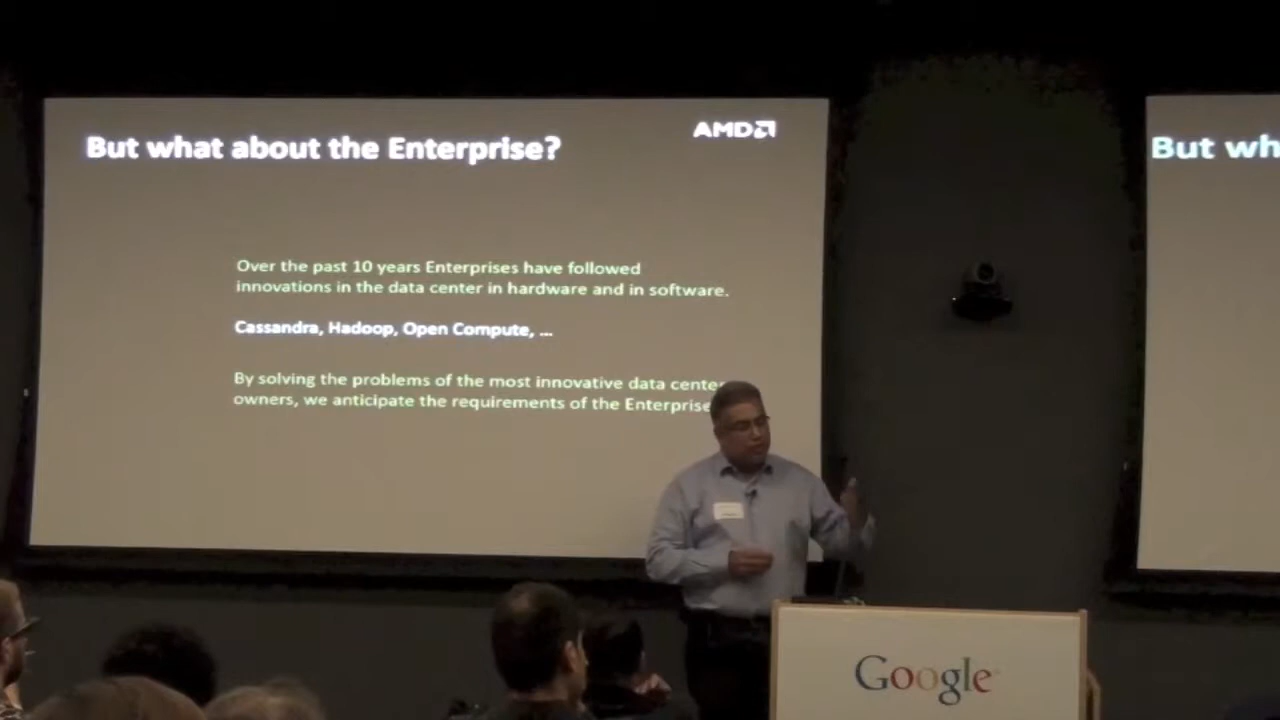 But what about the Enterprise?
AMD
Over the past 10 years Enterprises have followed
innovations in the data center in hardware and in software.
Cassandra, Hadoop, Open Compute, ...
By solving the problems of the most innovative data center
owners, we anticipate the requirements of the Enterprise
But wh
Google